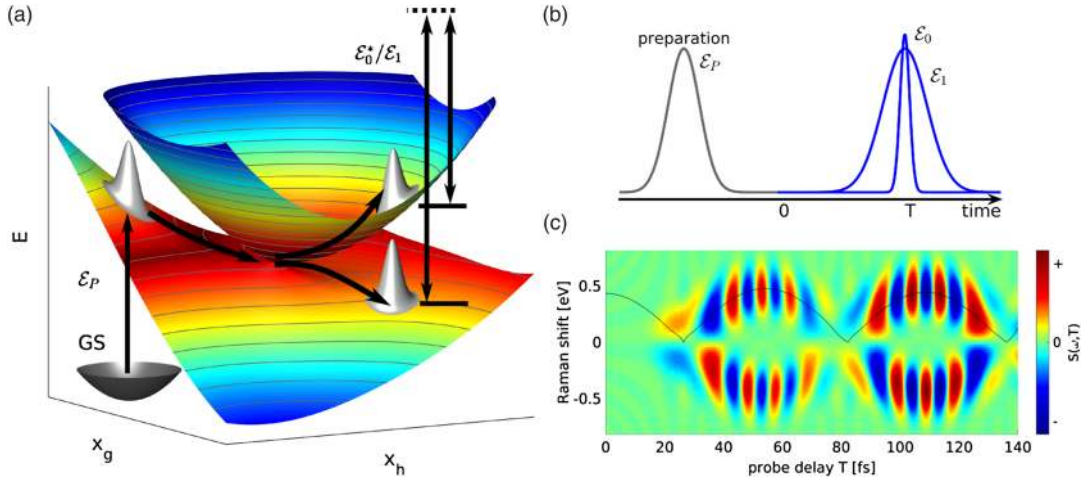 (a)
ℰ₀*/ℰ₁
E
ℰ_P
GS
x_g
x_h
(b)
preparation
ℰ_P
ℰ₀
ℰ₁
0
T
time
(c)
Raman shift [eV]
0.5
0
-0.5
0 20 40 60 80 100 120 140
probe delay T [fs]
+
0
-
S(ω,T)